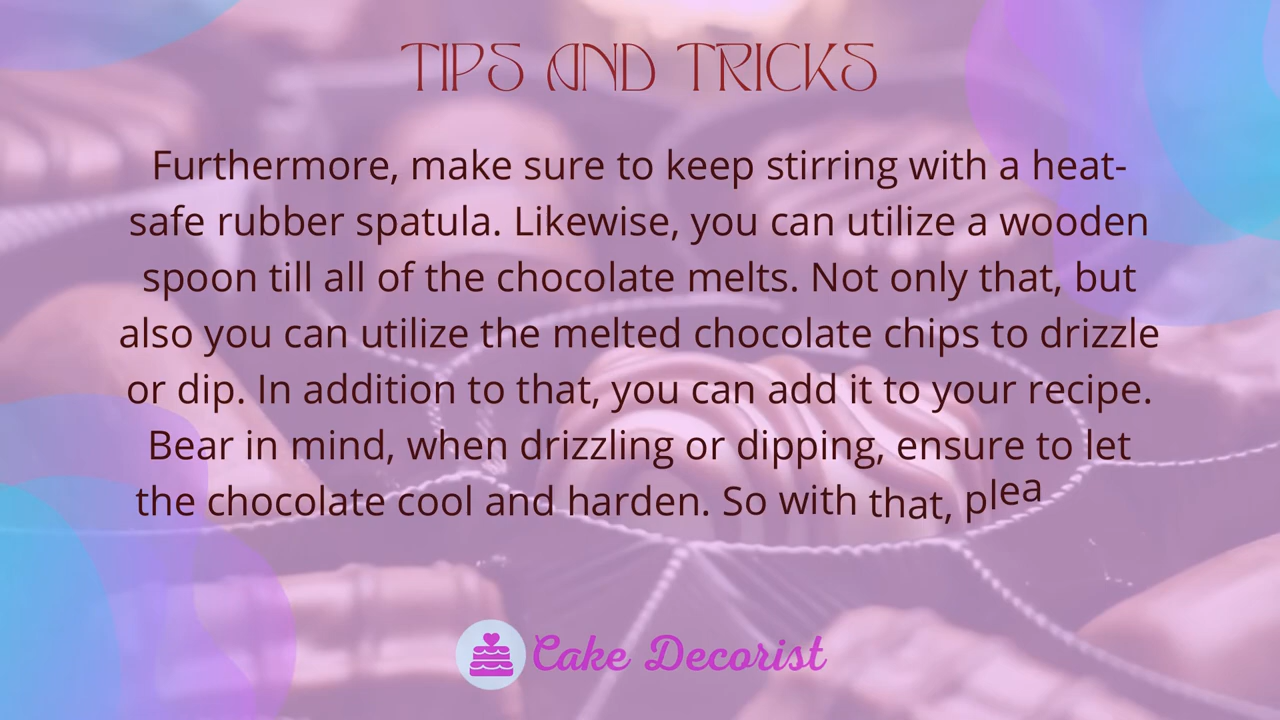 TIPS AND TRICKS
Furthermore, make sure to keep stirring with a heat-
safe rubber spatula. Likewise, you can utilize a wooden
spoon till all of the chocolate melts. Not only that, but
also you can utilize the melted chocolate chips to drizzle
or dip. In addition to that, you can add it to your recipe.
Bear in mind, when drizzling or dipping, ensure to let
the chocolate cool and harden. So with that, plea
Cake Decorist